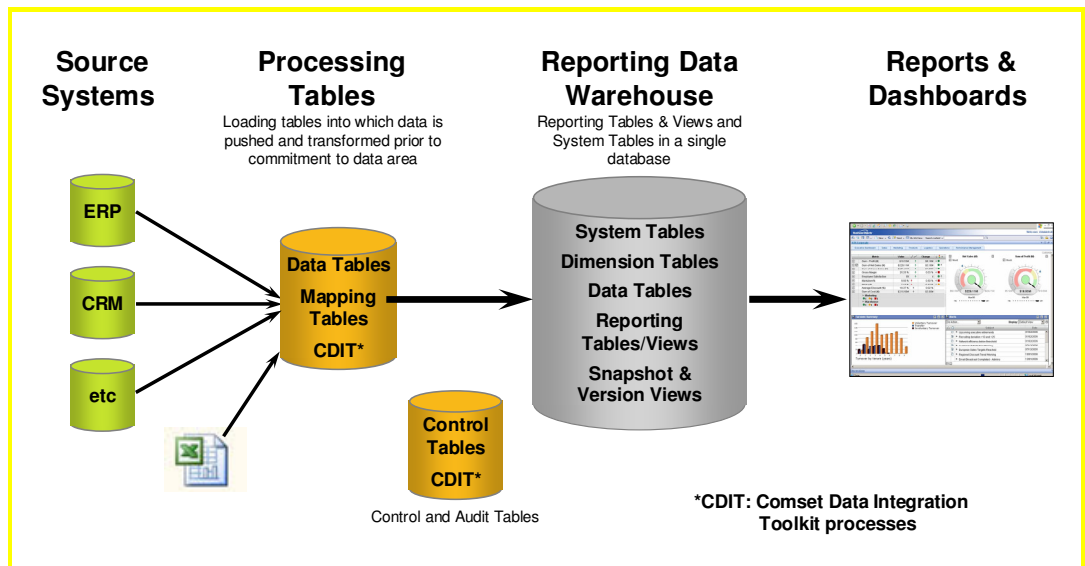 Source
Systems
Processing
Tables
Loading tables into which data is
pushed and transformed prior to
commitment to data area
Reporting Data
Warehouse
Reporting Tables & Views and
System Tables in a single
database
Reports &
Dashboards
ERP
CRM
etc
Data Tables
Mapping
Tables
CDIT*
Control
Tables
CDIT*
Control and Audit Tables
System Tables
Dimension Tables
Data Tables
Reporting
Tables/Views
Snapshot &
Version Views
*CDIT: Comset Data Integration
Toolkit processes